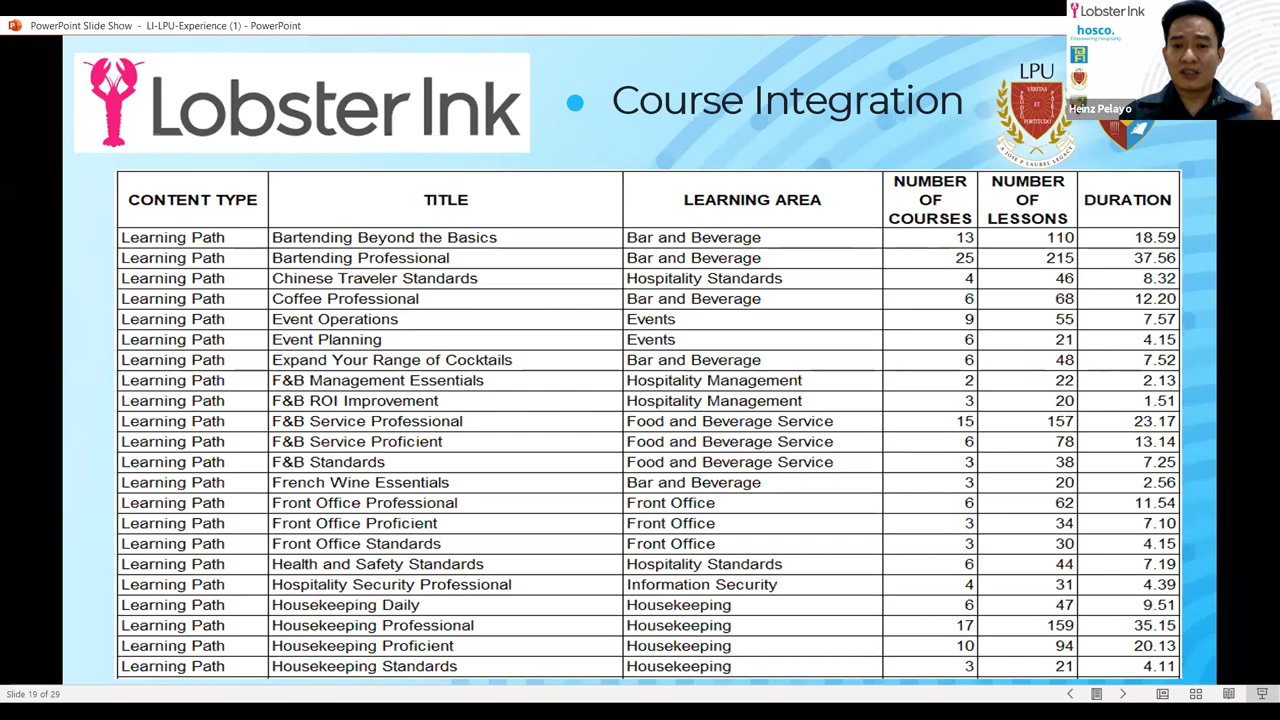 PowerPoint Slide Show - LI-LPU-Experience (1) - PowerPoint
LobsterInk
hosco.
Empowering Hospitality
Heinz Pelayo
Lobster Ink
• Course Integration
LPU
VERITAS
ET
FORTITUDO
A JOSE P LAUREL LEGACY
CONTENT TYPE TITLE LEARNING AREA NUMBER OF COURSES NUMBER OF LESSONS DURATION
Learning Path Bartending Beyond the Basics Bar and Beverage 13 110 18.59
Learning Path Bartending Professional Bar and Beverage 25 215 37.56
Learning Path Chinese Traveler Standards Hospitality Standards 4 46 8.32
Learning Path Coffee Professional Bar and Beverage 6 68 12.20
Learning Path Event Operations Events 9 55 7.57
Learning Path Event Planning Events 6 21 4.15
Learning Path Expand Your Range of Cocktails Bar and Beverage 6 48 7.52
Learning Path F&B Management Essentials Hospitality Management 2 22 2.13
Learning Path F&B ROI Improvement Hospitality Management 3 20 1.51
Learning Path F&B Service Professional Food and Beverage Service 15 157 23.17
Learning Path F&B Service Proficient Food and Beverage Service 6 78 13.14
Learning Path F&B Standards Food and Beverage Service 3 38 7.25
Learning Path French Wine Essentials Bar and Beverage 3 20 2.56
Learning Path Front Office Professional Front Office 6 62 11.54
Learning Path Front Office Proficient Front Office 3 34 7.10
Learning Path Front Office Standards Front Office 3 30 4.15
Learning Path Health and Safety Standards Hospitality Standards 6 44 7.19
Learning Path Hospitality Security Professional Information Security 4 31 4.39
Learning Path Housekeeping Daily Housekeeping 6 47 9.51
Learning Path Housekeeping Professional Housekeeping 17 159 35.15
Learning Path Housekeeping Proficient Housekeeping 10 94 20.13
Learning Path Housekeeping Standards Housekeeping 3 21 4.11
Slide 19 of 29